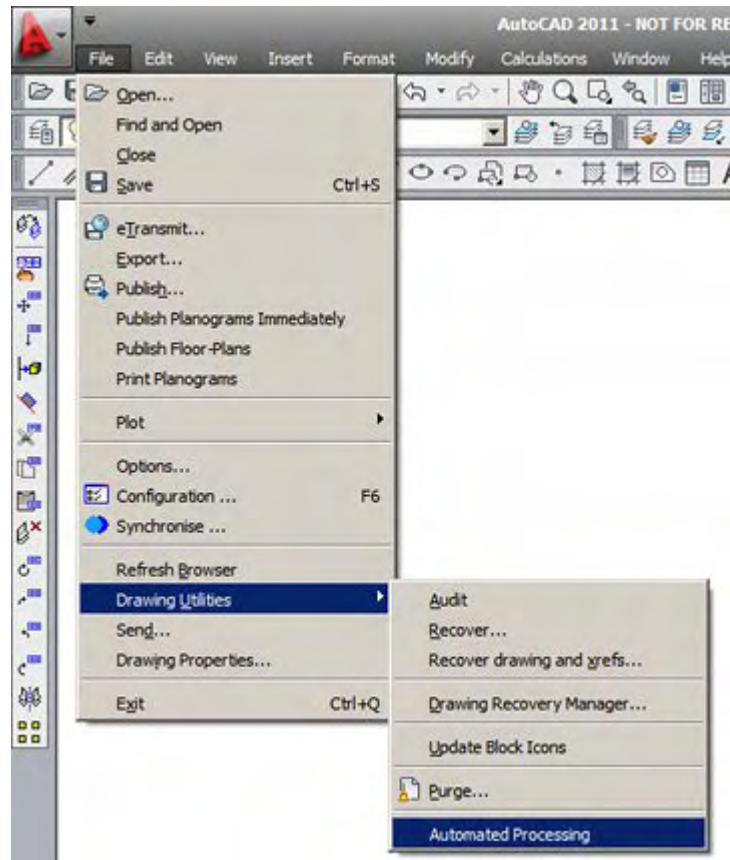 AutoCAD 2011 - NOT FOR RE
File Edit View Insert Format Modify Calculations Window Help
Open...
Find and Open
Close
Save Ctrl+S
eTransmit...
Export...
Publish...
Publish Planograms Immediately
Publish Floor-Plans
Print Planograms
Plot
Options...
Configuration ... F6
Synchronise ...
Refresh Browser
Drawing Utilities
Send...
Drawing Properties...
Exit Ctrl+Q
Audit
Recover...
Recover drawing and xrefs...
Drawing Recovery Manager...
Update Block Icons
Purge...
Automated Processing